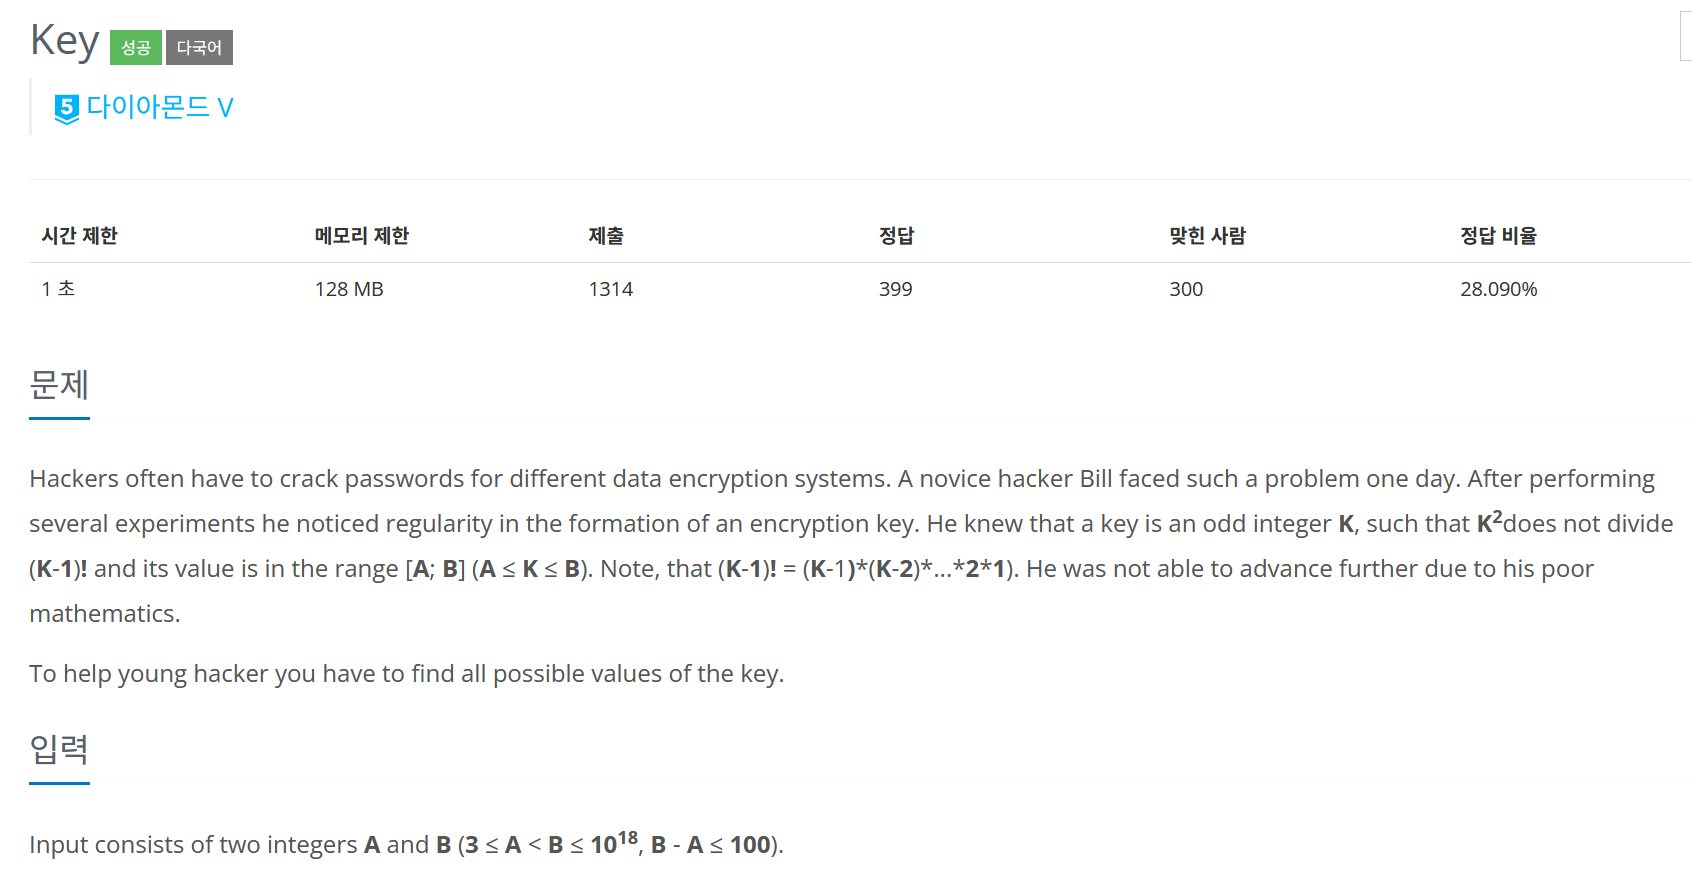 Key 성공 다국어
5 다이아몬드 V
시간 제한 메모리 제한 제출 정답 맞힌 사람 정답 비율
1 초 128 MB 1314 399 300 28.090%
문제
Hackers often have to crack passwords for different data encryption systems. A novice hacker Bill faced such a problem one day. After performing
several experiments he noticed regularity in the formation of an encryption key. He knew that a key is an odd integer K, such that K²does not divide
(K-1)! and its value is in the range [A; B] (A ≤ K ≤ B). Note, that (K-1)! = (K-1)*(K-2)*...*2*1). He was not able to advance further due to his poor
mathematics.
To help young hacker you have to find all possible values of the key.
입력
Input consists of two integers A and B (3 ≤ A < B ≤ 10¹⁸, B - A ≤ 100).